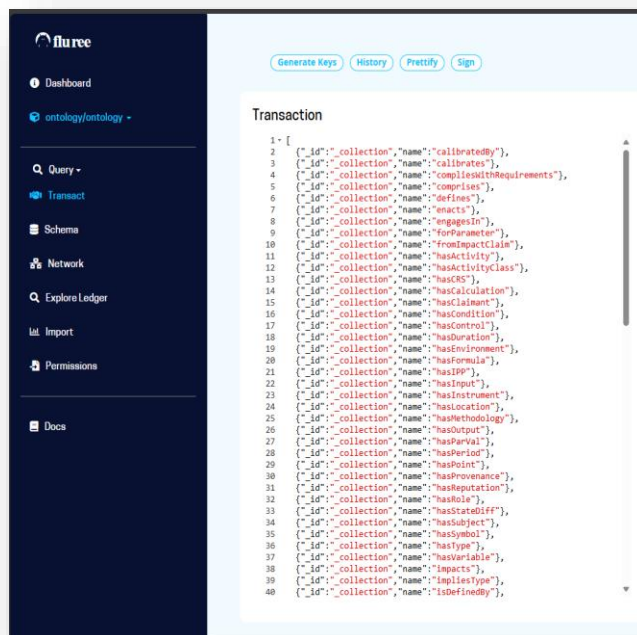 fluree
Dashboard
ontology/ontology
Query
Transact
Schema
Network
Explore Ledger
Import
Permissions
Docs
Generate Keys History Prettify Sign
Transaction
1 [
2 {"_id":"_collection","name":"calibratedBy"},
3 {"_id":"_collection","name":"calibrates"},
4 {"_id":"_collection","name":"compliesWithRequirements"},
5 {"_id":"_collection","name":"comprises"},
6 {"_id":"_collection","name":"defines"},
7 {"_id":"_collection","name":"enacts"},
8 {"_id":"_collection","name":"engagesIn"},
9 {"_id":"_collection","name":"forParameter"},
10 {"_id":"_collection","name":"fromImpactClaim"},
11 {"_id":"_collection","name":"hasActivity"},
12 {"_id":"_collection","name":"hasActivityClass"},
13 {"_id":"_collection","name":"hasCRS"},
14 {"_id":"_collection","name":"hasCalculation"},
15 {"_id":"_collection","name":"hasClaimant"},
16 {"_id":"_collection","name":"hasCondition"},
17 {"_id":"_collection","name":"hasControl"},
18 {"_id":"_collection","name":"hasDuration"},
19 {"_id":"_collection","name":"hasEnvironment"},
20 {"_id":"_collection","name":"hasFormula"},
21 {"_id":"_collection","name":"hasIPP"},
22 {"_id":"_collection","name":"hasInput"},
23 {"_id":"_collection","name":"hasInstrument"},
24 {"_id":"_collection","name":"hasLocation"},
25 {"_id":"_collection","name":"hasMethodology"},
26 {"_id":"_collection","name":"hasOutput"},
27 {"_id":"_collection","name":"hasParVal"},
28 {"_id":"_collection","name":"hasPeriod"},
29 {"_id":"_collection","name":"hasPoint"},
30 {"_id":"_collection","name":"hasProvenance"},
31 {"_id":"_collection","name":"hasReputation"},
32 {"_id":"_collection","name":"hasRole"},
33 {"_id":"_collection","name":"hasStateDiff"},
34 {"_id":"_collection","name":"hasSubject"},
35 {"_id":"_collection","name":"hasSymbol"},
36 {"_id":"_collection","name":"hasType"},
37 {"_id":"_collection","name":"hasVariable"},
38 {"_id":"_collection","name":"impacts"},
39 {"_id":"_collection","name":"impliesType"},
40 {"_id":"_collection","name":"isDefinedBy"},